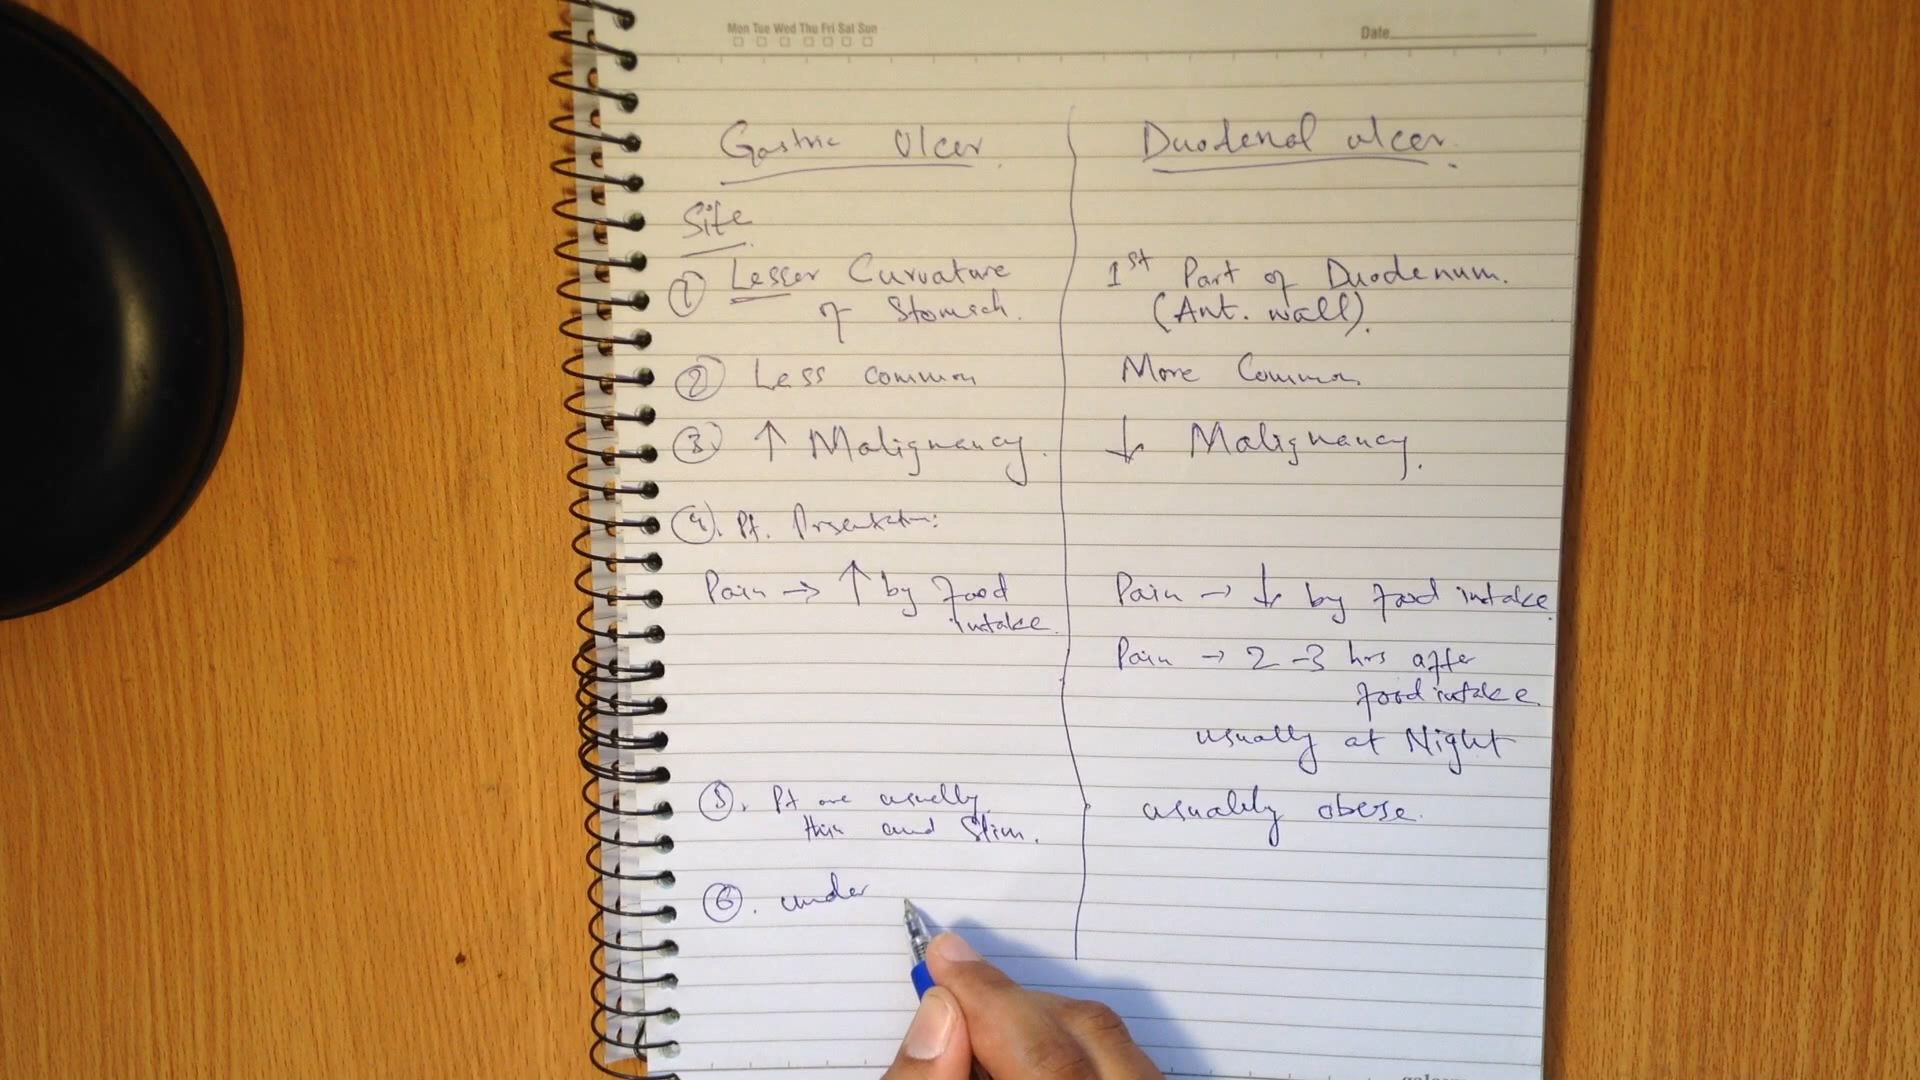 Mon Tue Wed Thu Fri Sat Sun
Date
Gastric Ulcer.
Duodenal ulcer.
Site
① Lesser Curvature
of Stomach.
1st Part of Duodenum.
(Ant. wall).
② Less common
More Common
③ ↑ Malignancy.
↓ Malignancy.
④. Pt. Presentation:
Pain → ↑ by food
intake.
Pain → ↓ by food intake.
Pain → 2-3 hrs after
food intake.
usually at Night
⑤. Pt are usually
thin and Slim.
usually obese.
⑥. under